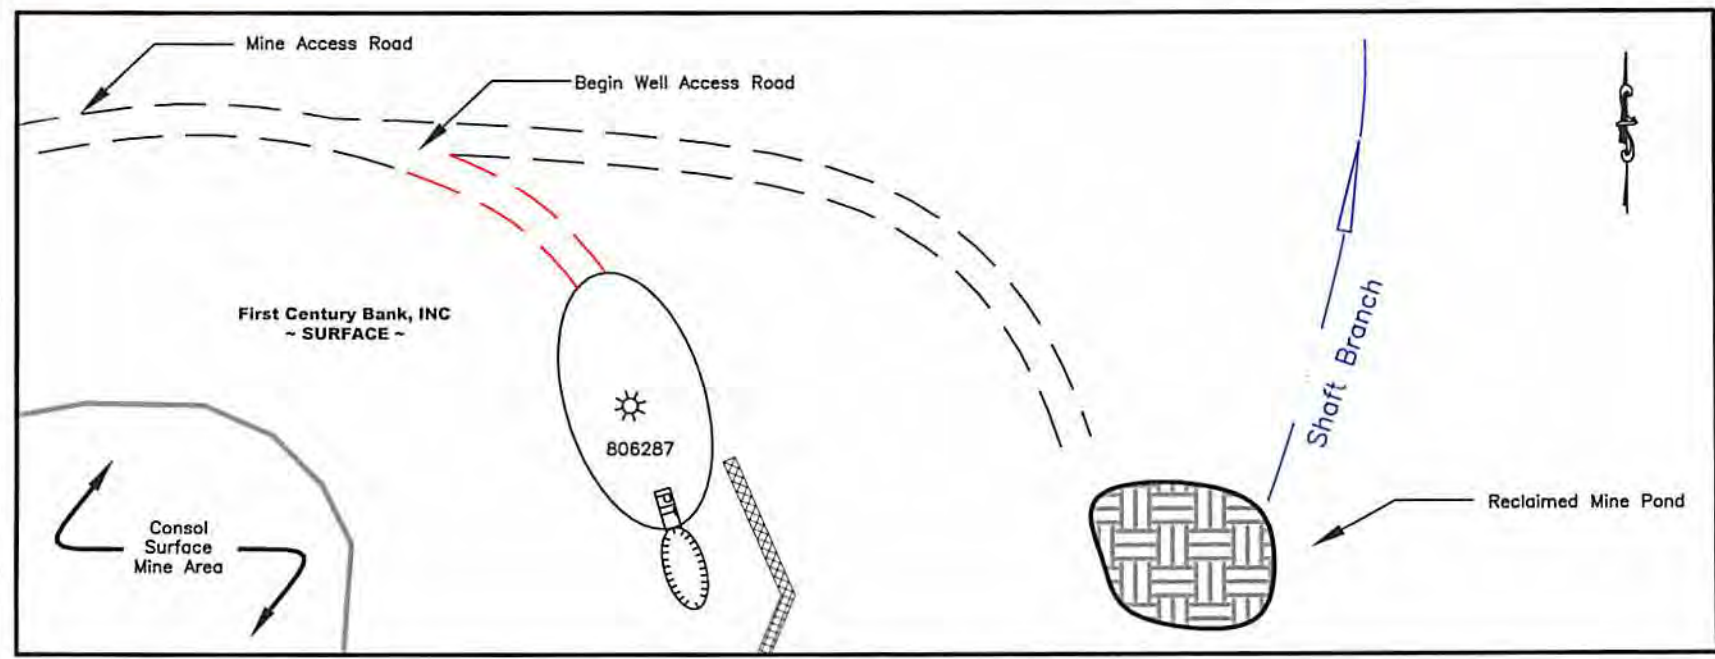 Mine Access Road
Begin Well Access Road
First Century Bank, INC
~ SURFACE ~
806287
PIT
Shaft Branch
Reclaimed Mine Pond
Consol
Surface
Mine Area